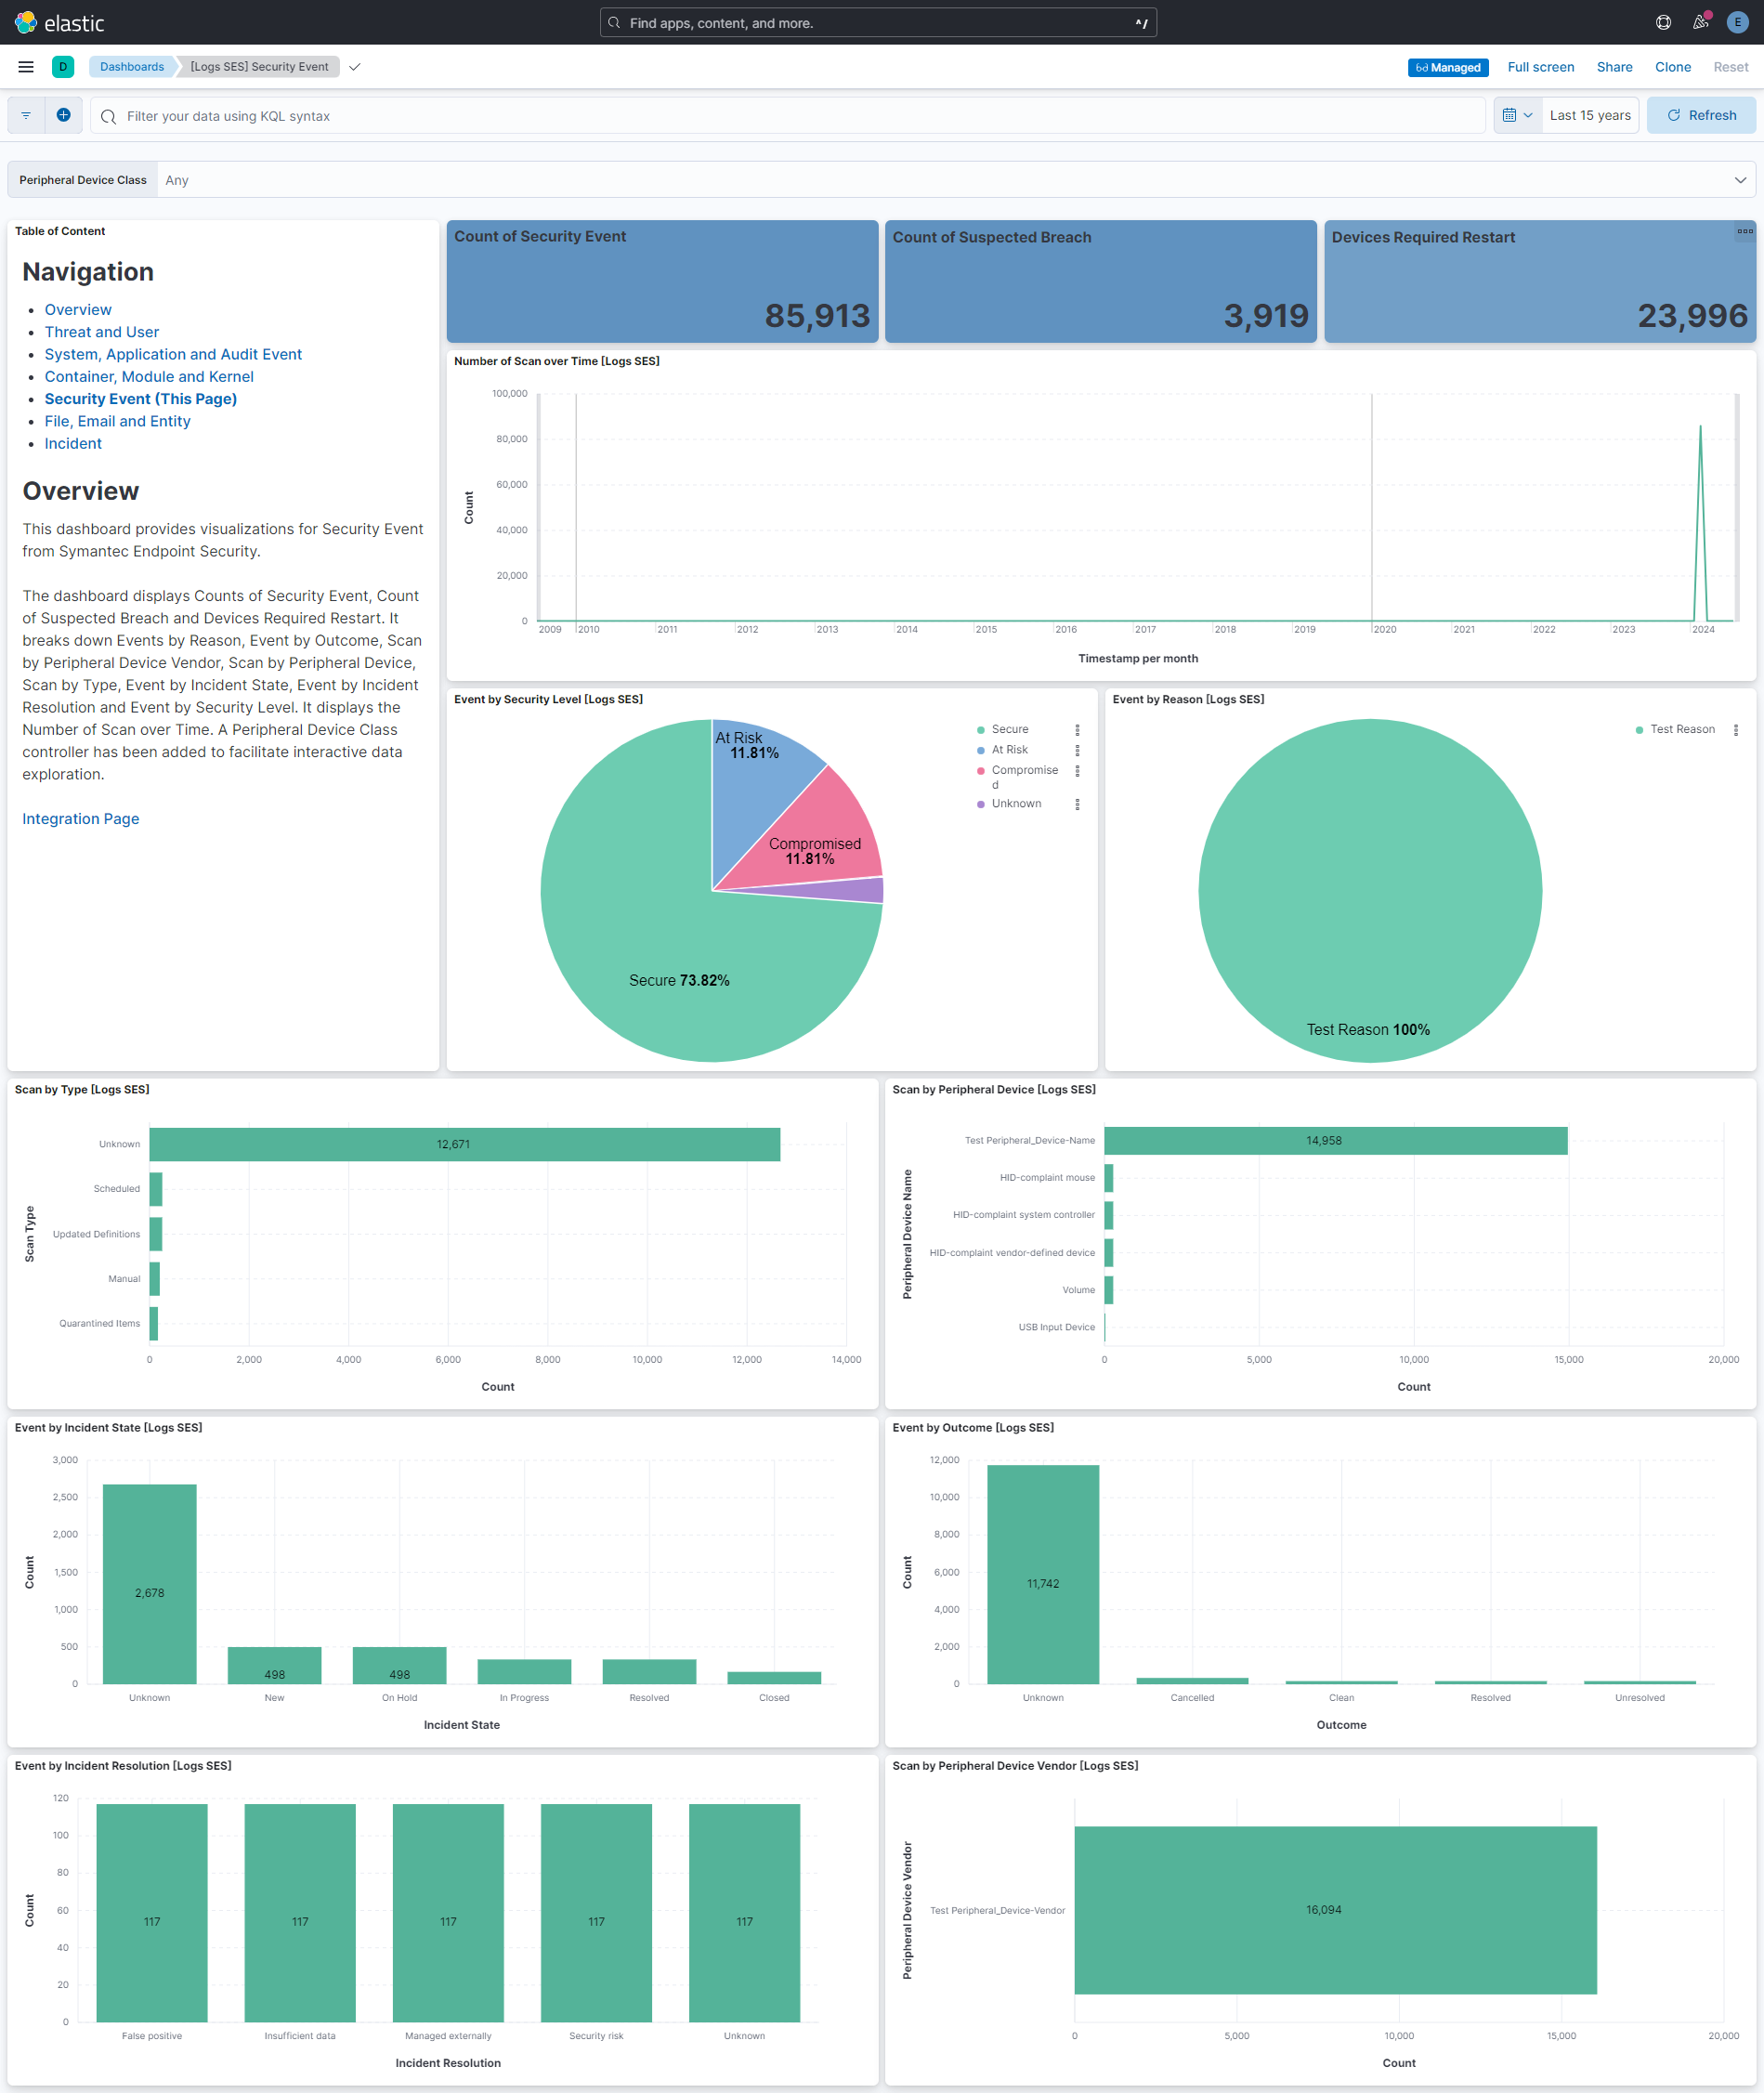 elastic
Find apps, content, and more.
^/
E
D
Dashboards
[Logs SES] Security Event
Managed
Full screen
Share
Clone
Reset
Filter your data using KQL syntax
Last 15 years
Refresh
Peripheral Device Class
Any
Table of Content
Navigation
Overview
Threat and User
System, Application and Audit Event
Container, Module and Kernel
Security Event (This Page)
File, Email and Entity
Incident
Overview
This dashboard provides visualizations for Security Event
from Symantec Endpoint Security.
The dashboard displays Counts of Security Event, Count
of Suspected Breach and Devices Required Restart. It
breaks down Events by Reason, Event by Outcome, Scan
by Peripheral Device Vendor, Scan by Peripheral Device,
Scan by Type, Event by Incident State, Event by Incident
Resolution and Event by Security Level. It displays the
Number of Scan over Time. A Peripheral Device Class
controller has been added to facilitate interactive data
exploration.
Integration Page
Count of Security Event
85,913
Count of Suspected Breach
3,919
Devices Required Restart
23,996
Number of Scan over Time [Logs SES]
100,000
80,000
60,000
40,000
20,000
0
Count
2009 2010 2011 2012 2013 2014 2015 2016 2017 2018 2019 2020 2021 2022 2023 2024
Timestamp per month
Event by Security Level [Logs SES]
At Risk
11.81%
Compromised
11.81%
Secure 73.82%
Secure
At Risk
Compromise
d
Unknown
Event by Reason [Logs SES]
Test Reason 100%
Test Reason
Scan by Type [Logs SES]
Scan Type
Unknown
12,671
Scheduled
Updated Definitions
Manual
Quarantined Items
0 2,000 4,000 6,000 8,000 10,000 12,000 14,000
Count
Scan by Peripheral Device [Logs SES]
Peripheral Device Name
Test Peripheral_Device-Name
14,958
HID-complaint mouse
HID-complaint system controller
HID-complaint vendor-defined device
Volume
USB Input Device
0 5,000 10,000 15,000 20,000
Count
Event by Incident State [Logs SES]
3,000
2,500
2,000
1,500
1,000
500
0
Count
2,678
498
498
Unknown New On Hold In Progress Resolved Closed
Incident State
Event by Outcome [Logs SES]
12,000
10,000
8,000
6,000
4,000
2,000
0
Count
11,742
Unknown Cancelled Clean Resolved Unresolved
Outcome
Event by Incident Resolution [Logs SES]
120
100
80
60
40
20
0
Count
117 117 117 117 117
False positive Insufficient data Managed externally Security risk Unknown
Incident Resolution
Scan by Peripheral Device Vendor [Logs SES]
Peripheral Device Vendor
Test Peripheral_Device-Vendor
16,094
0 5,000 10,000 15,000 20,000
Count